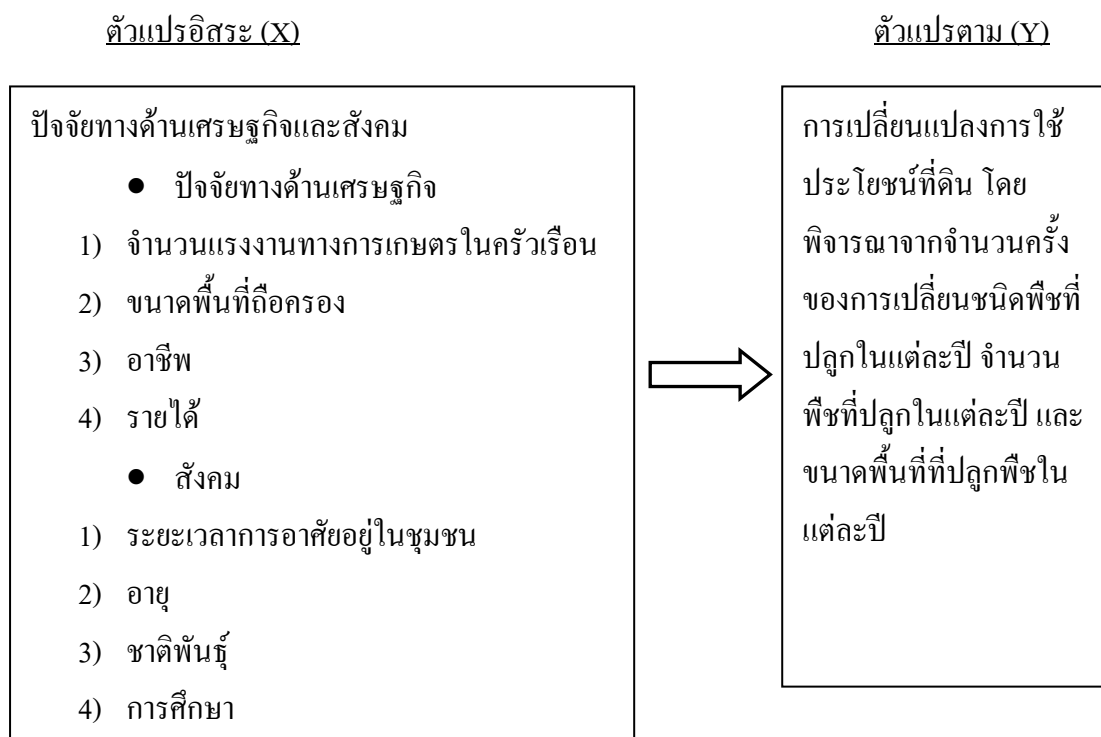 ตัวแปรอิสระ (X)
ตัวแปรตาม (Y)
ปัจจัยทางด้านเศรษฐกิจและสังคม
● ปัจจัยทางด้านเศรษฐกิจ
1) จำนวนแรงงานทางการเกษตรในครัวเรือน
2) ขนาดพื้นที่ถือครอง
3) อาชีพ
4) รายได้
● สังคม
1) ระยะเวลาการอาศัยอยู่ในชุมชน
2) อายุ
3) ชาติพันธุ์
4) การศึกษา
การเปลี่ยนแปลงการใช้
ประโยชน์ที่ดิน โดย
พิจารณาจากจำนวนครั้ง
ของการเปลี่ยนชนิดพืชที่
ปลูกในแต่ละปี จำนวน
พืชที่ปลูกในแต่ละปี และ
ขนาดพื้นที่ที่ปลูกพืชใน
แต่ละปี